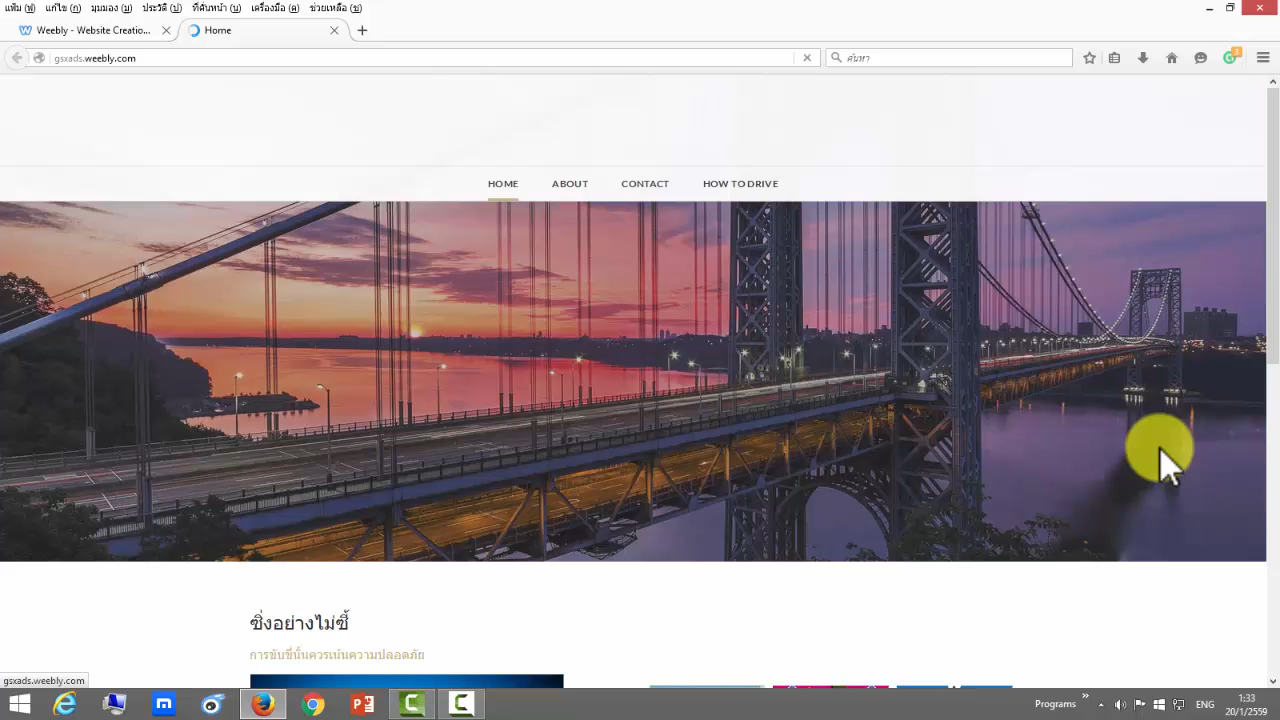 แฟ้ม (ฟ) แก้ไข (ก) มุมมอง (ม) ประวัติ (ป) ที่คั่นหน้า (น) เครื่องมือ (ค) ช่วยเหลือ (ช)
Weebly - Website Creatio...
Home
gsxads.weebly.com
ค้นหา
3
HOME ABOUT CONTACT HOW TO DRIVE
ซิ่งอย่างไม่ซี้
การขับขี่นั้นควรเน้นความปลอดภัย
gsxads.weebly.com
Programs
ENG
1:33
20/1/2559